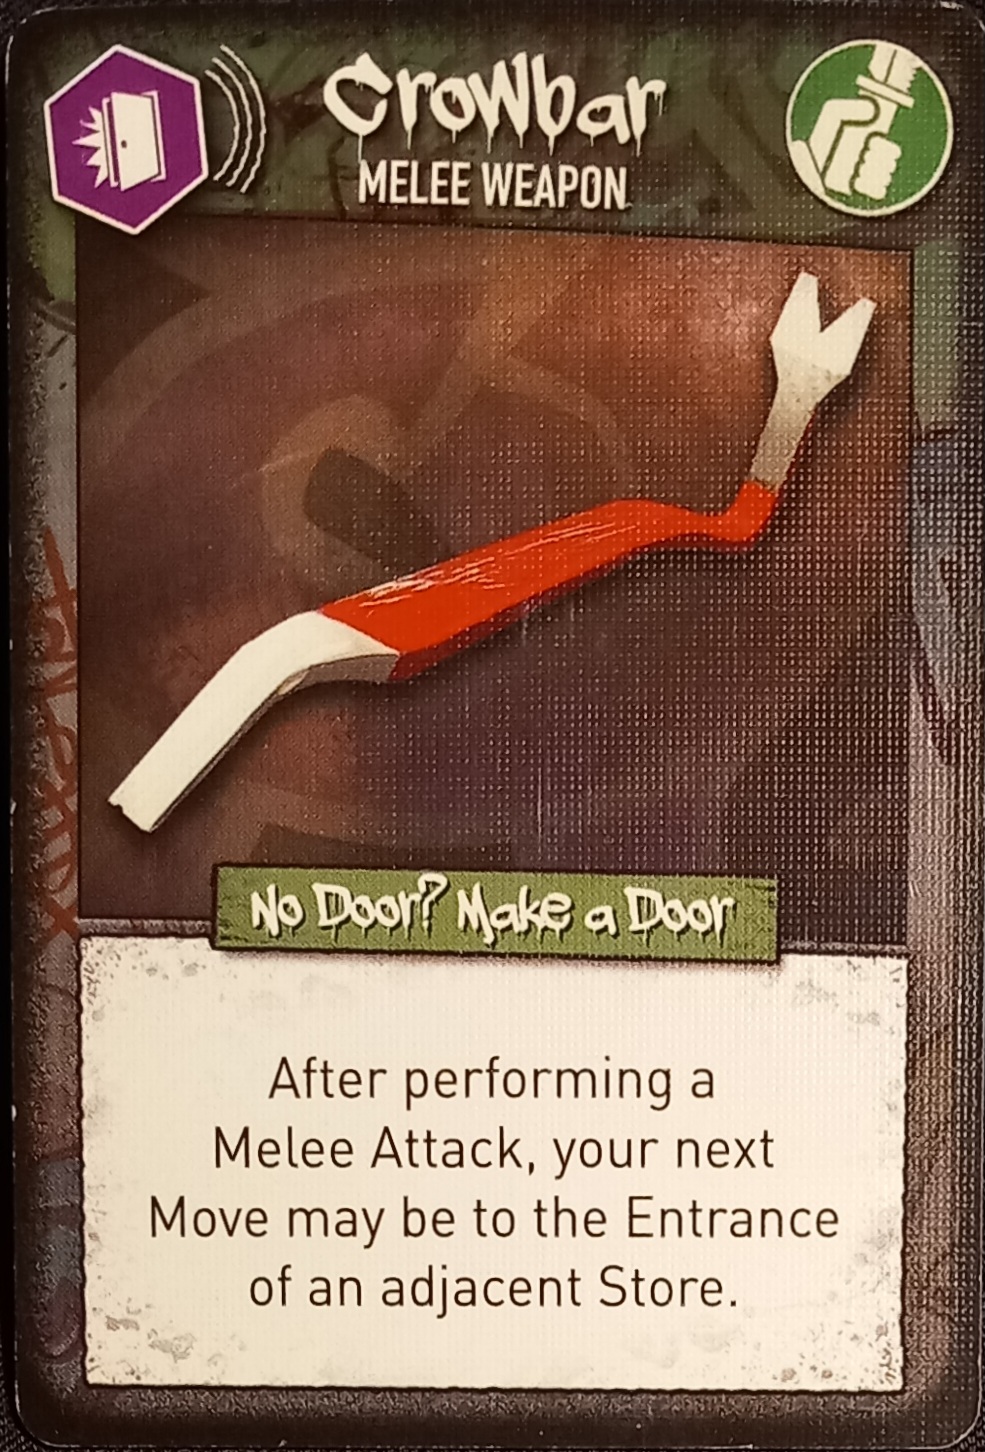 Crowbar
MELEE WEAPON
No Door? Make a Door
After performing a
Melee Attack, your next
Move may be to the Entrance
of an adjacent Store.